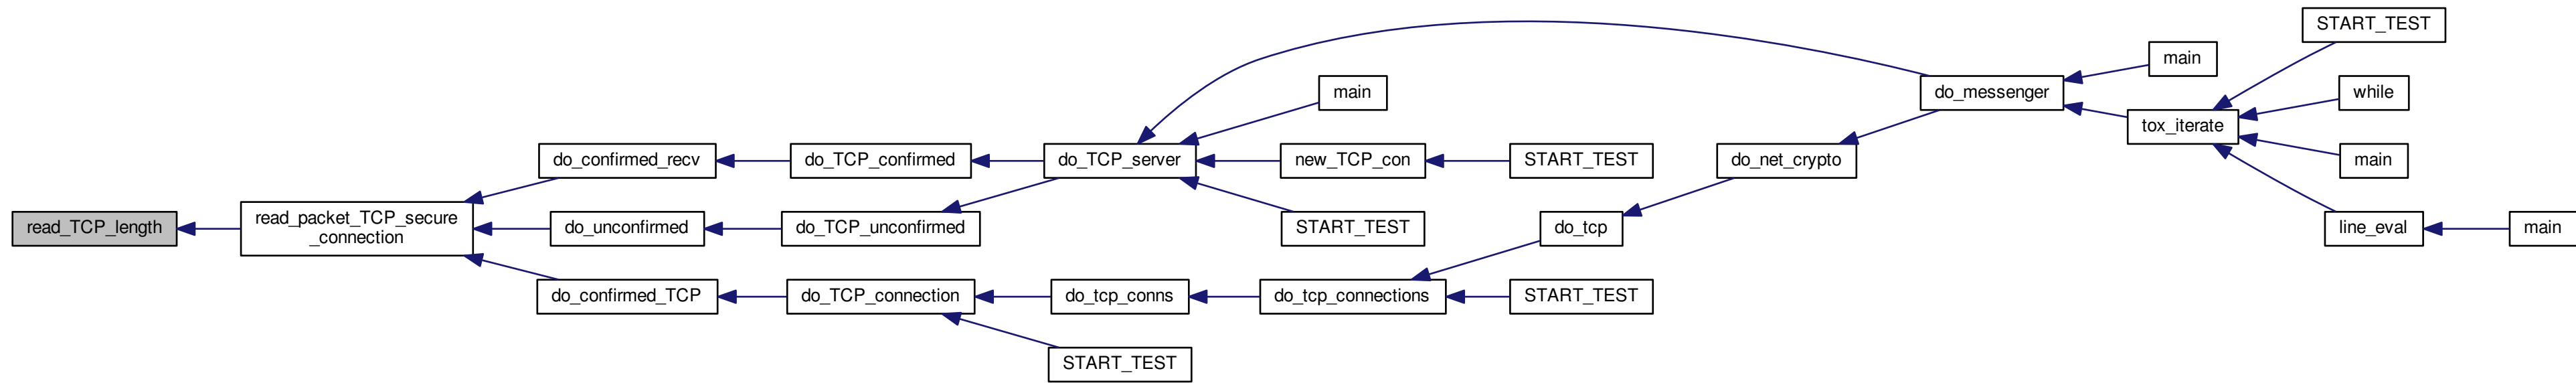 read_TCP_length
read_packet_TCP_secure
_connection
do_confirmed_recv
do_TCP_confirmed
do_TCP_server
do_messenger
main
tox_iterate
START_TEST
while
main
line_eval
main
main
new_TCP_con
START_TEST
START_TEST
do_unconfirmed
do_TCP_unconfirmed
do_confirmed_TCP
do_TCP_connection
do_tcp_conns
do_tcp_connections
do_tcp
do_net_crypto
START_TEST
START_TEST